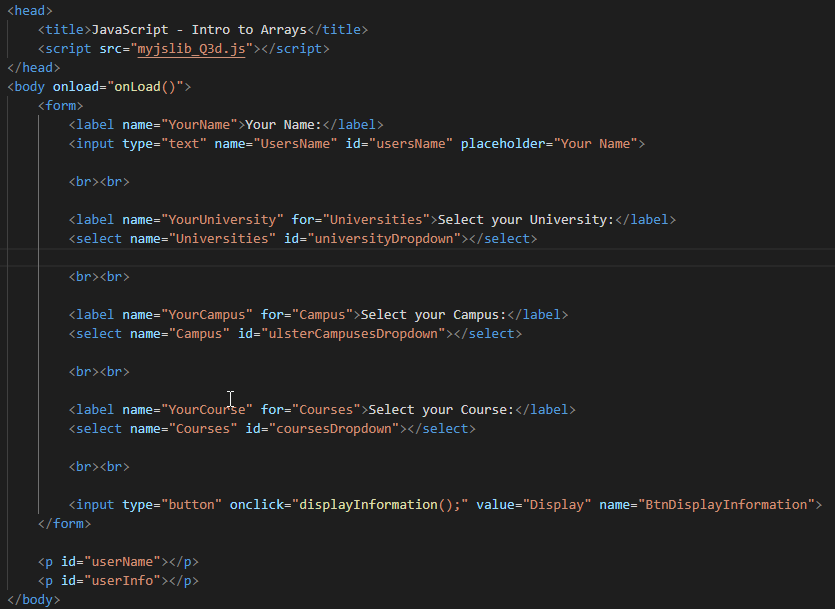 <head>
<title>JavaScript - Intro to Arrays</title>
<script src="myjslib_Q3d.js"></script>
</head>
<body onload="onLoad()">
<form>
<label name="YourName">Your Name:</label>
<input type="text" name="UsersName" id="usersName" placeholder="Your Name">
<br><br>
<label name="YourUniversity" for="Universities">Select your University:</label>
<select name="Universities" id="universityDropdown"></select>
<br><br>
<label name="YourCampus" for="Campus">Select your Campus:</label>
<select name="Campus" id="ulsterCampusesDropdown"></select>
<br><br>
<label name="YourCourse" for="Courses">Select your Course:</label>
<select name="Courses" id="coursesDropdown"></select>
<br><br>
<input type="button" onclick="displayInformation();" value="Display" name="BtnDisplayInformation">
</form>
<p id="userName"></p>
<p id="userInfo"></p>
</body>